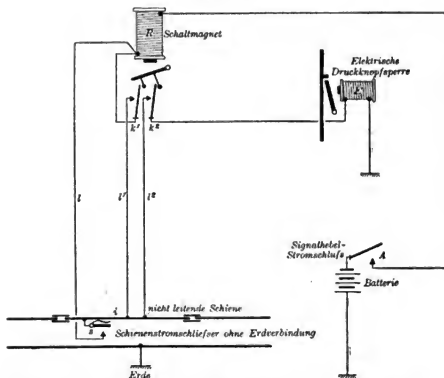 R
Schaltmagnet
Elektrische
Druckknopfsperre
k¹ k²
l
l¹
l²
Signalhebel-
Stromschluſs
A
Batterie
i
nicht leitende Schiene
s
Schienenstromschlieſser ohne Erdverbindung
Erde